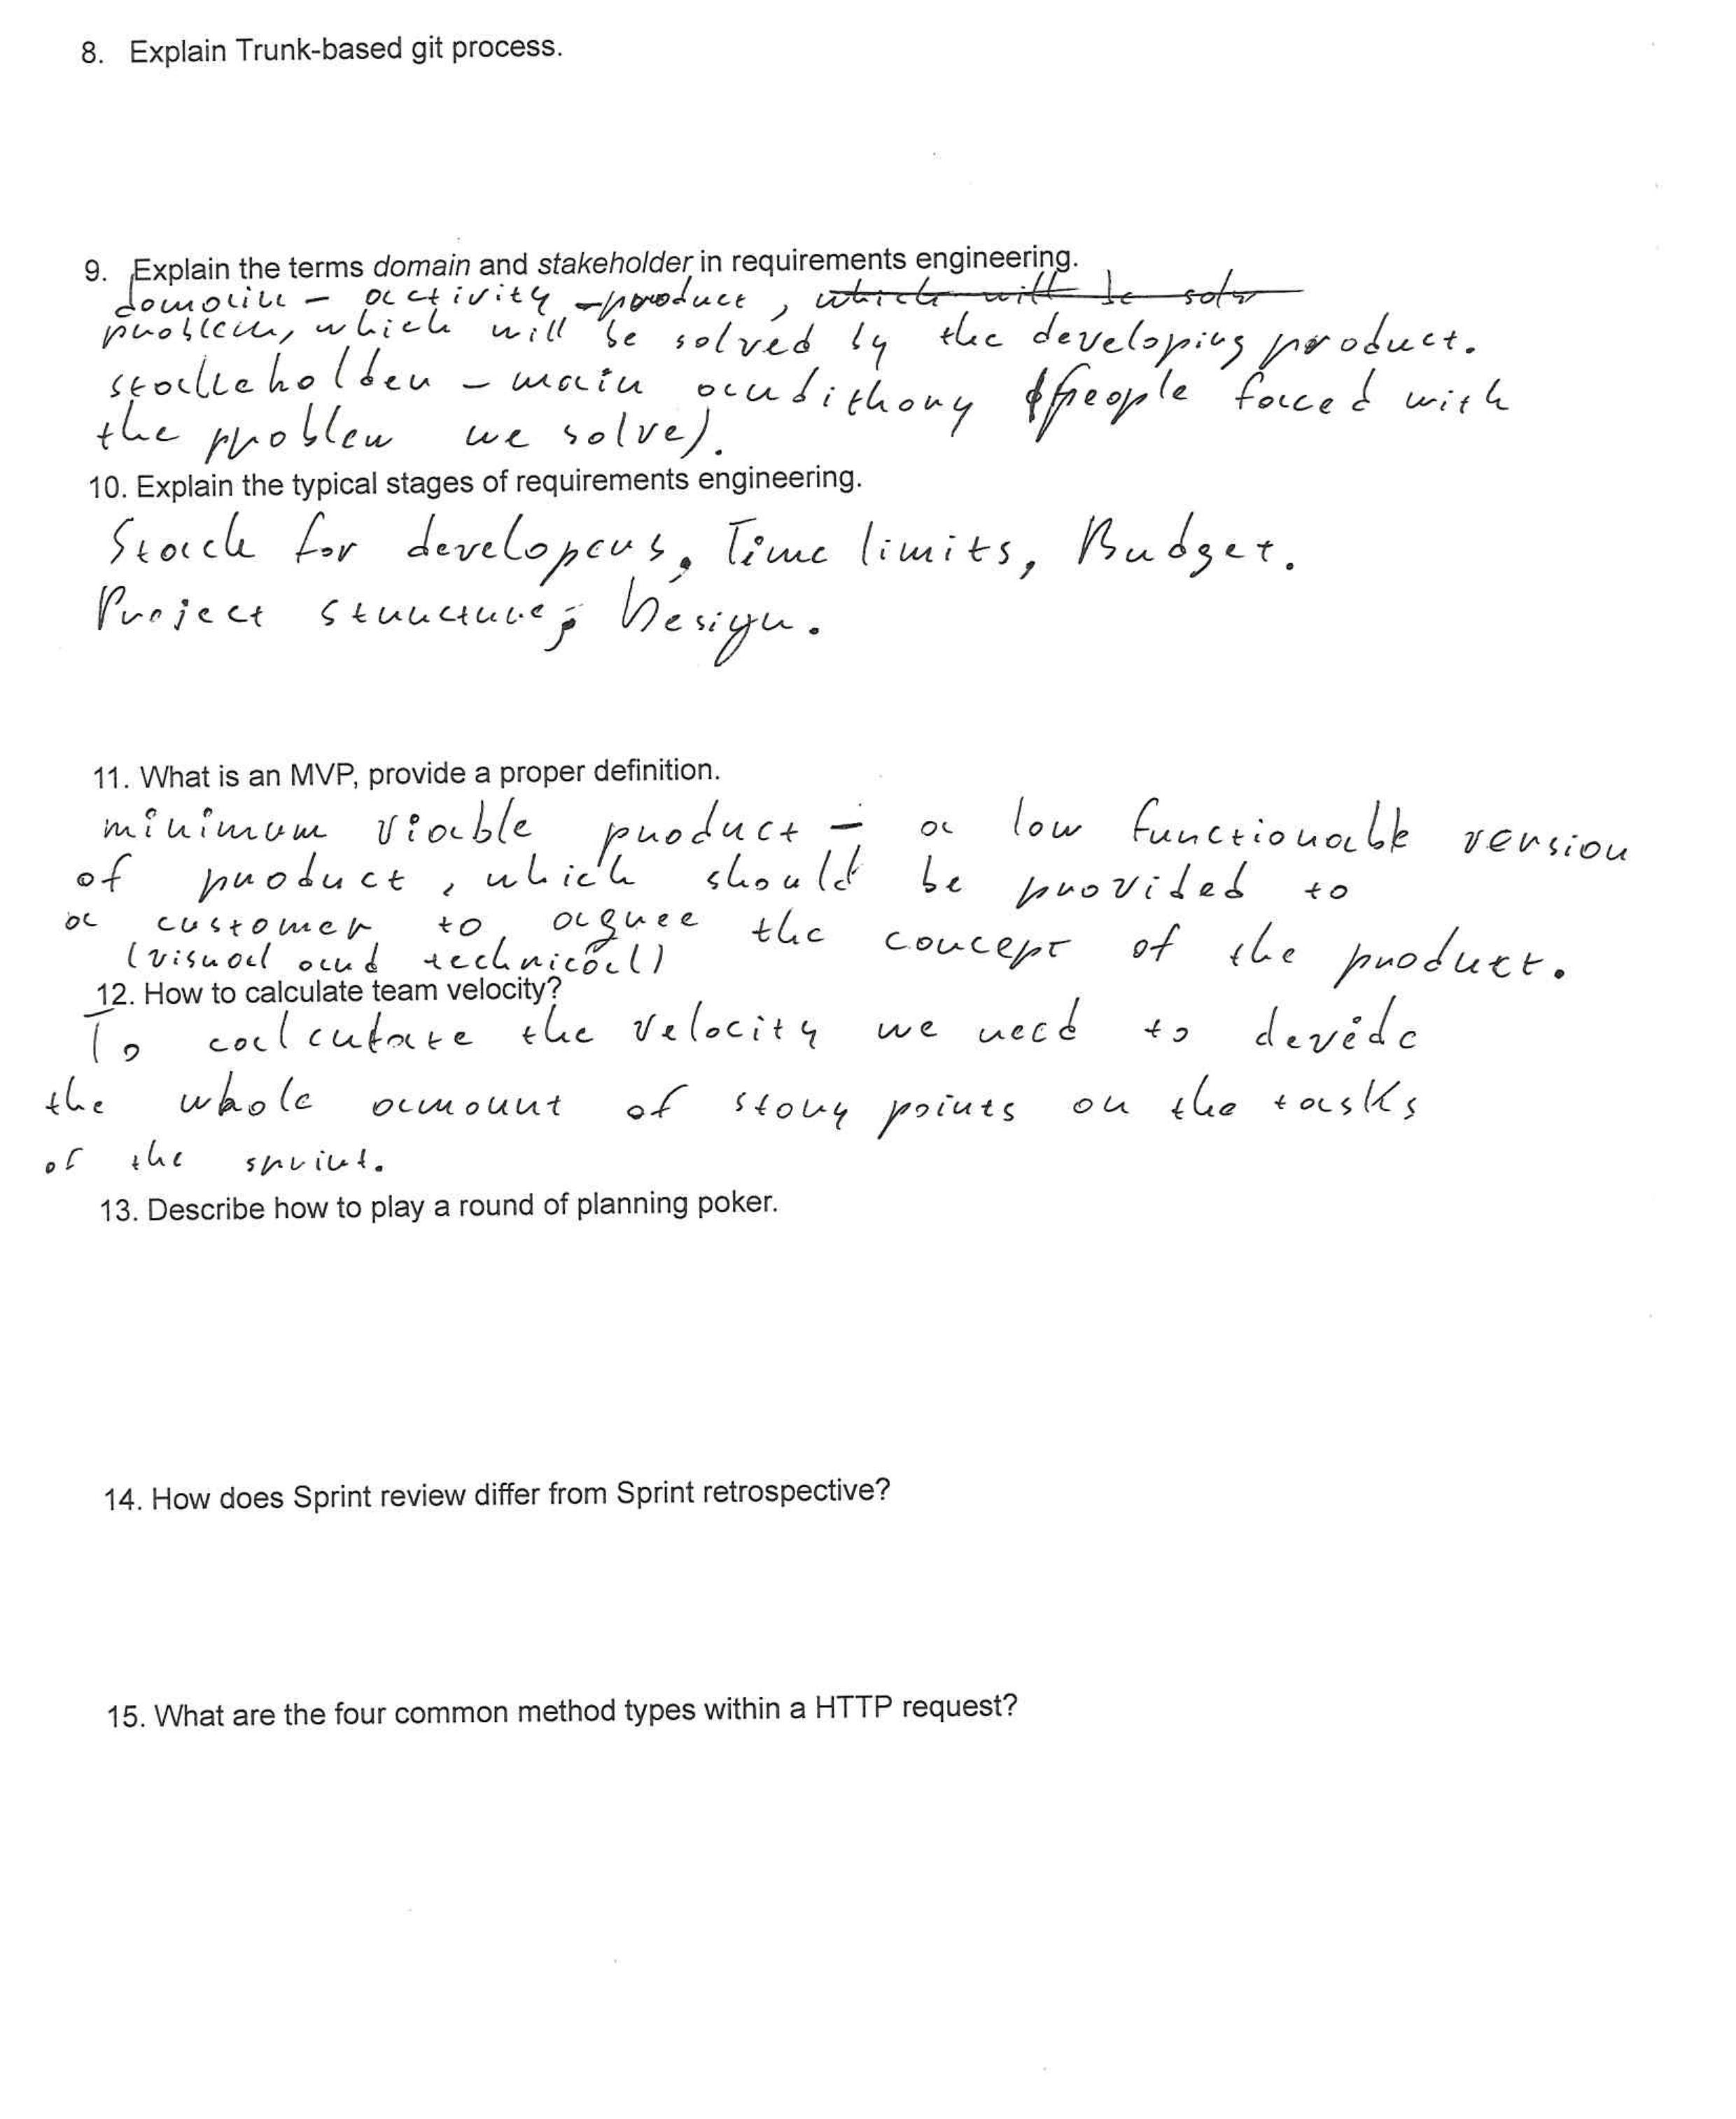 8. Explain Trunk-based git process.
9. Explain the terms domain and stakeholder in requirements engineering.
domain - activity - product, which will be solv
problem, which will be solved by the developing product.
stakeholder - main audithory (people faced with
the problem we solve).
10. Explain the typical stages of requirements engineering.
Stack for developers, Time limits, Budget.
Project structure, Design.
11. What is an MVP, provide a proper definition.
minimum viable product - a low functionable version
of product, which should be provided to
a customer to agree the concept of the product.
(visual and technical)
12. How to calculate team velocity?
To calculate the velocity we need to devide
the whole amount of story points on the tasks
of the sprint.
13. Describe how to play a round of planning poker.
14. How does Sprint review differ from Sprint retrospective?
15. What are the four common method types within a HTTP request?